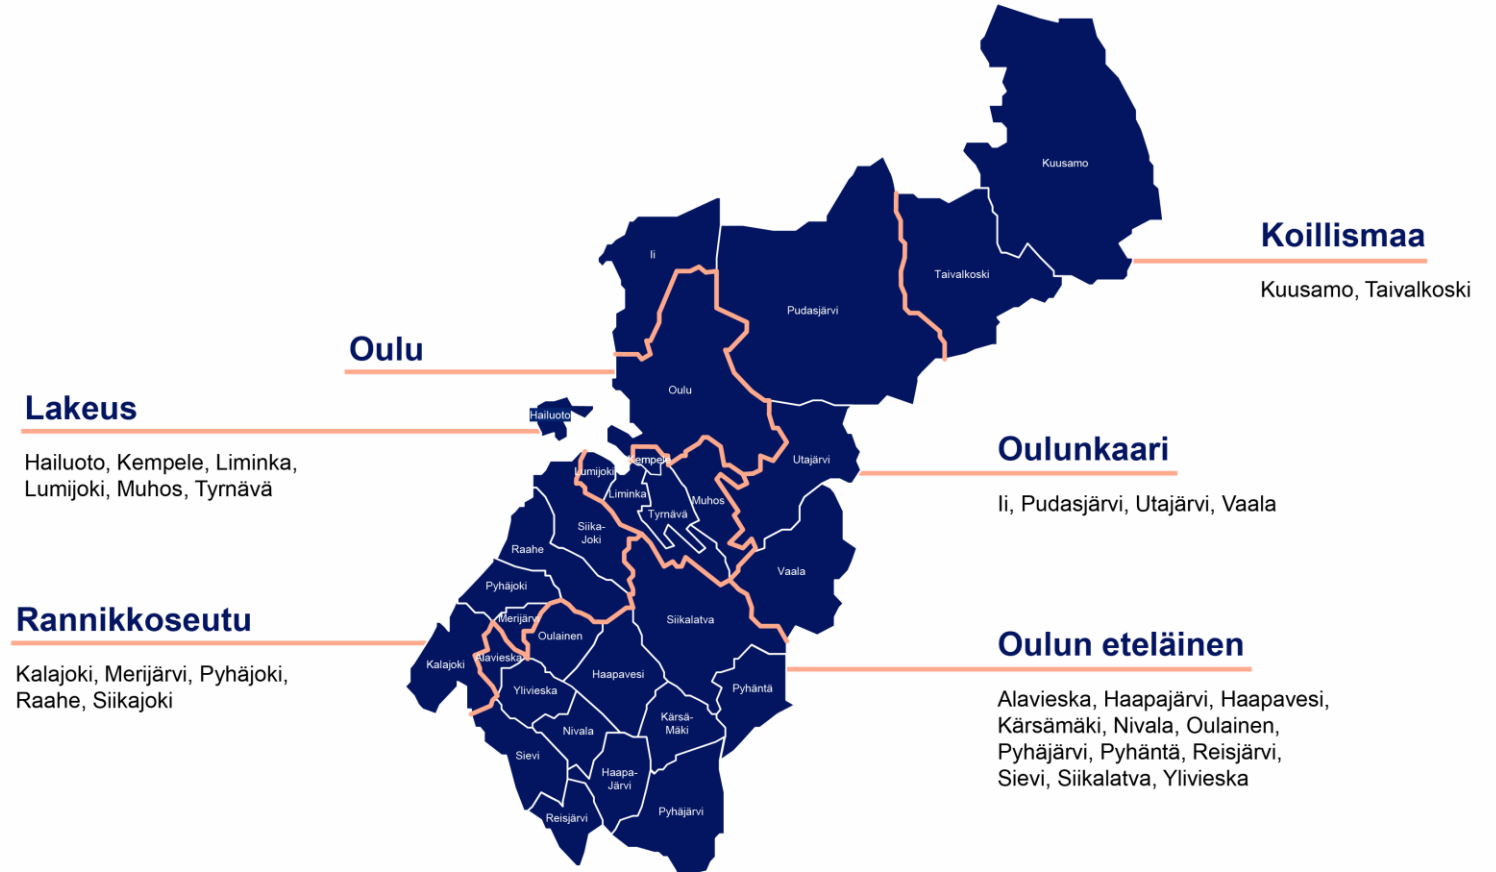 Koillismaa
Kuusamo, Taivalkoski
Oulu
Lakeus
Hailuoto, Kempele, Liminka,
Lumijoki, Muhos, Tyrnävä
Oulunkaari
Ii, Pudasjärvi, Utajärvi, Vaala
Rannikkoseutu
Kalajoki, Merijärvi, Pyhäjoki,
Raahe, Siikajoki
Oulun eteläinen
Alavieska, Haapajärvi, Haapavesi,
Kärsämäki, Nivala, Oulainen,
Pyhäjärvi, Pyhäntä, Reisjärvi,
Sievi, Siikalatva, Ylivieska
Kuusamo
Ii
Taivalkoski
Pudasjärvi
Oulu
Hailuoto
Kempele
Utajärvi
Lumijoki
Liminka
Muhos
Tyrnävä
Siika-
Joki
Raahe
Vaala
Pyhäjoki
Merijärvi
Siikalatva
Oulainen
Alavieska
Kalajoki
Haapavesi
Ylivieska
Pyhäntä
Kärsä-
Mäki
Nivala
Sievi
Haapa-
Järvi
Pyhäjärvi
Reisjärvi